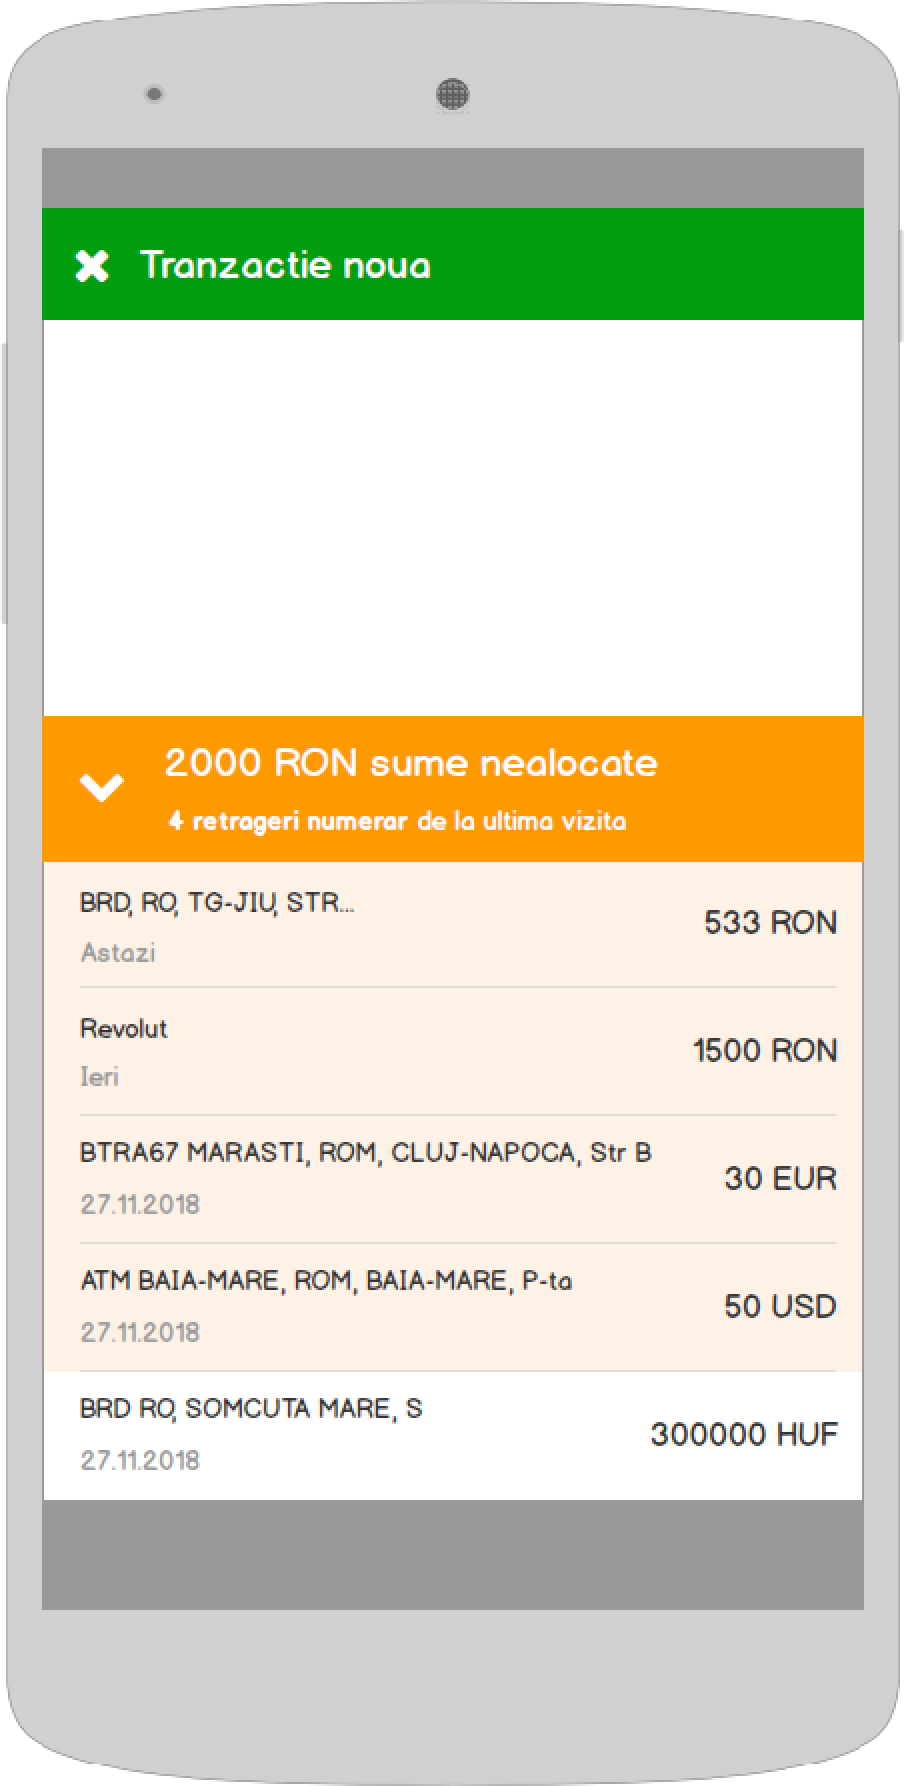 Tranzactie noua
2000 RON sume nealocate
4 retrageri numerar de la ultima vizita
BRD, RO, TG-JIU, STR...
533 RON
Astazi
Revolut
1500 RON
Ieri
BTRA67 MARASTI, ROM, CLUJ-NAPOCA, Str B
30 EUR
27.11.2018
ATM BAIA-MARE, ROM, BAIA-MARE, P-ta
50 USD
27.11.2018
BRD RO, SOMCUTA MARE, S
300000 HUF
27.11.2018